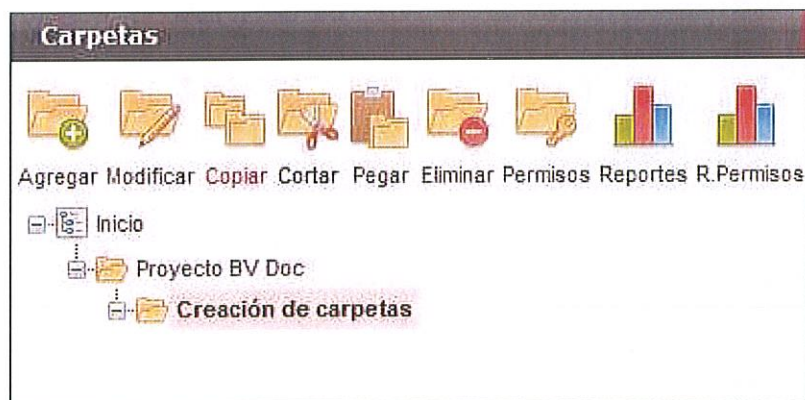 Carpetas
Agregar Modificar Copiar Cortar Pegar Eliminar Permisos Reportes R.Permisos
Inicio
Proyecto BV Doc
Creación de carpetas